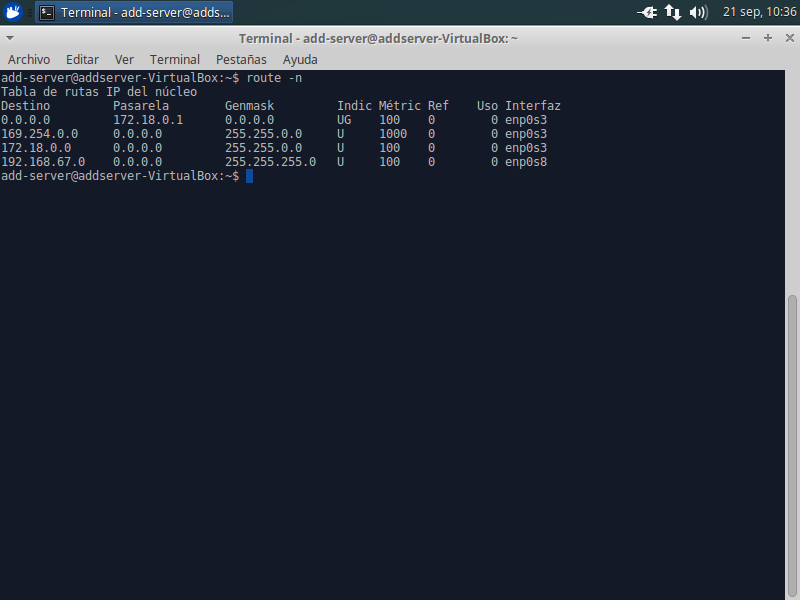 Terminal - add-server@adds...
21 sep, 10:36
Terminal - add-server@addserver-VirtualBox: ~
Archivo Editar Ver Terminal Pestañas Ayuda
add-server@addserver-VirtualBox:~$ route -n
Tabla de rutas IP del núcleo
Destino Pasarela Genmask Indic Métric Ref Uso Interfaz
0.0.0.0 172.18.0.1 0.0.0.0 UG 100 0 0 enp0s3
169.254.0.0 0.0.0.0 255.255.0.0 U 1000 0 0 enp0s3
172.18.0.0 0.0.0.0 255.255.0.0 U 100 0 0 enp0s3
192.168.67.0 0.0.0.0 255.255.255.0 U 100 0 0 enp0s8
add-server@addserver-VirtualBox:~$